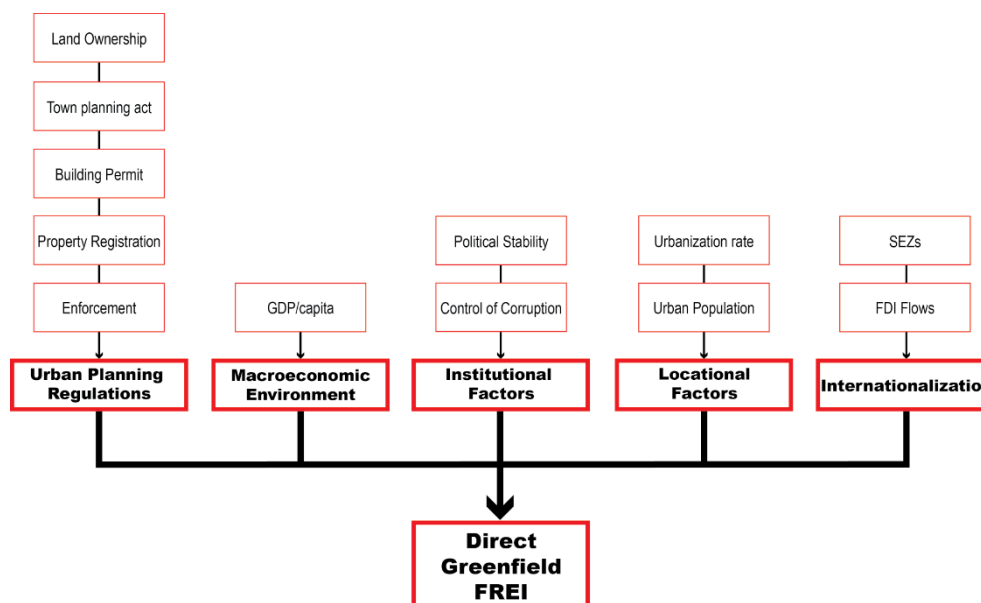 Land Ownership
Town planning act
Building Permit
Property Registration
Political Stability
Urbanization rate
SEZs
Enforcement
GDP/capita
Control of Corruption
Urban Population
FDI Flows
Urban Planning
Regulations
Macroeconomic
Environment
Institutional
Factors
Locational
Factors
Internationalizatio
Direct
Greenfield
FREI